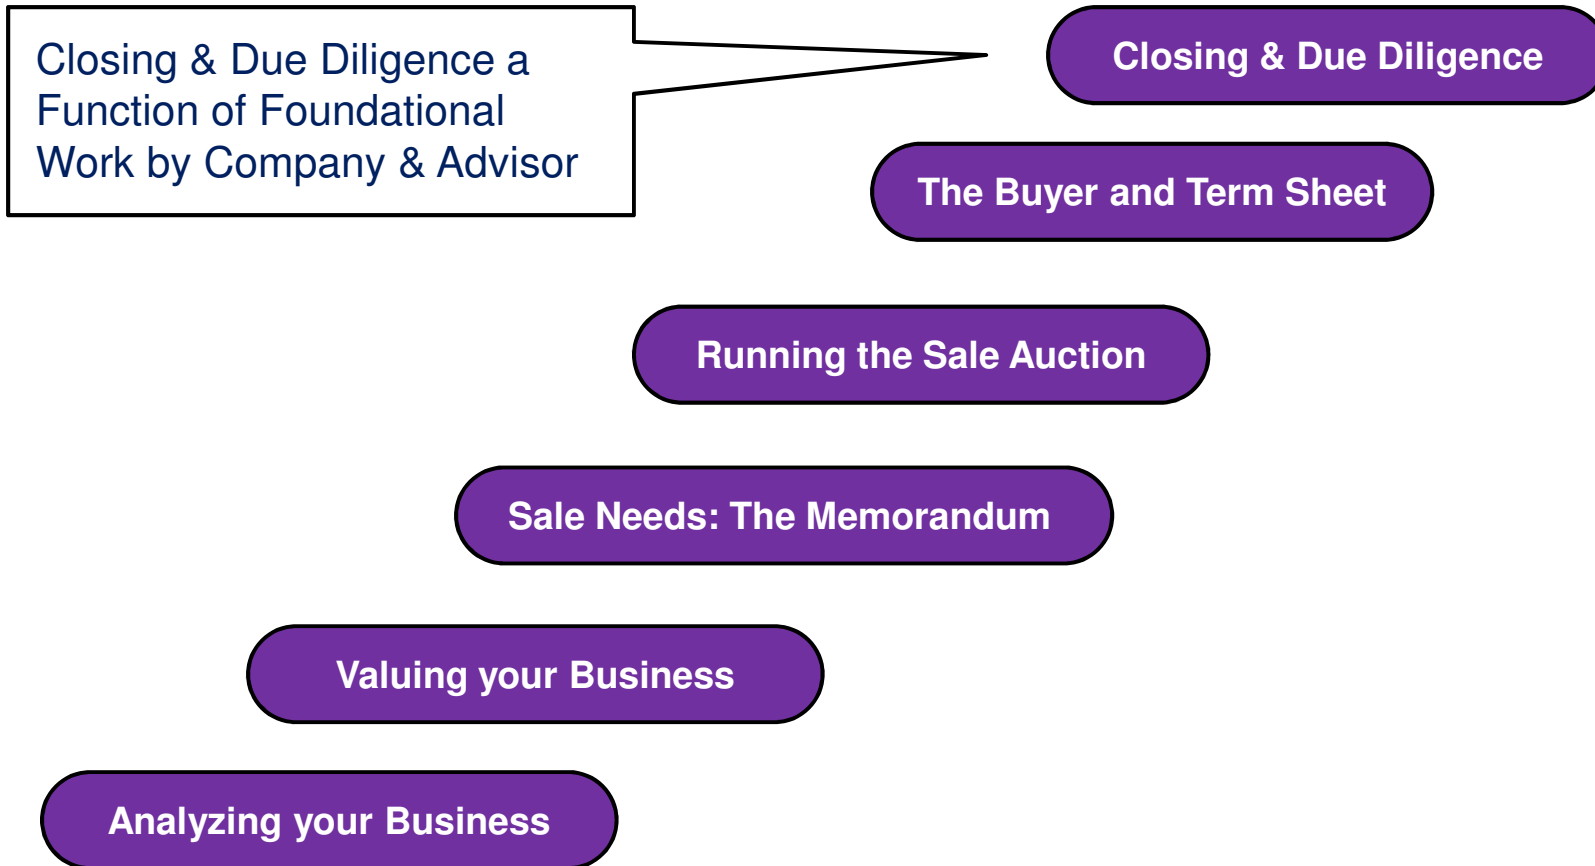 Closing & Due Diligence a
Function of Foundational
Work by Company & Advisor
Closing & Due Diligence
The Buyer and Term Sheet
Running the Sale Auction
Sale Needs: The Memorandum
Valuing your Business
Analyzing your Business